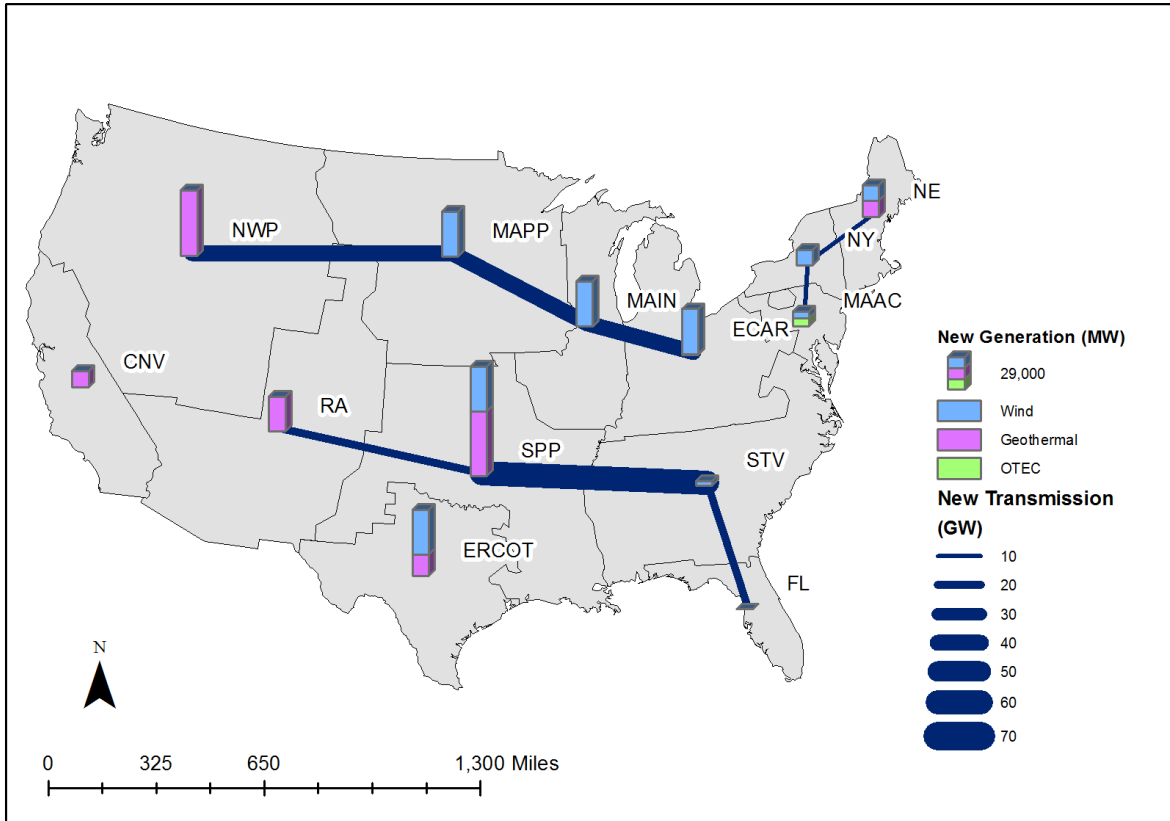 NE
NWP
MAPP
NY
MAIN
MAAC
ECAR
CNV
RA
SPP
STV
ERCOT
FL
New Generation (MW)
29,000
Wind
Geothermal
OTEC
New Transmission
(GW)
10
20
30
40
50
60
70
N
0 325 650 1,300 Miles